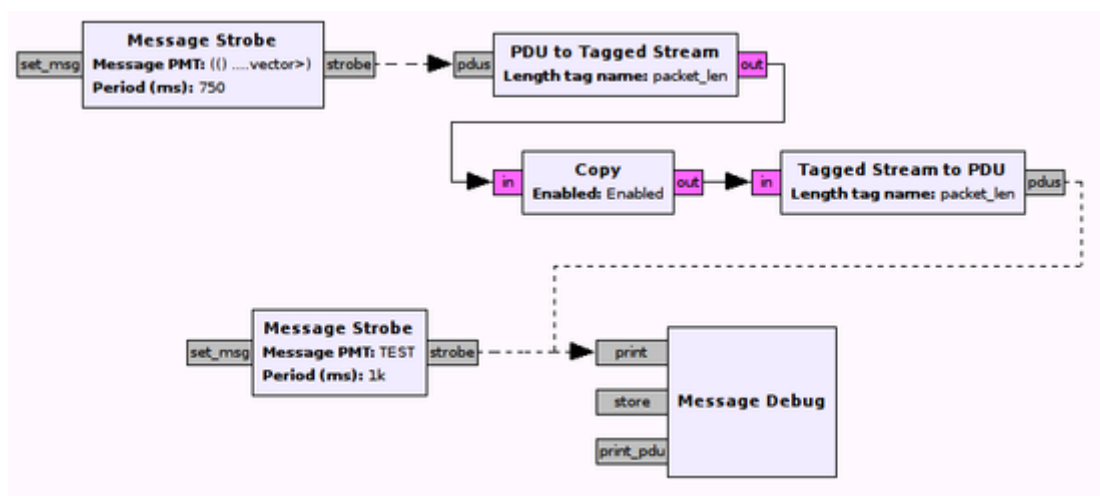 Message Strobe
set_msg
Message PMT: (() ....vector>)
strobe
Period (ms): 750
PDU to Tagged Stream
pdus
Length tag name: packet_len
out
Copy
in
Enabled: Enabled
out
Tagged Stream to PDU
in
Length tag name: packet_len
pdus
Message Strobe
set_msg
Message PMT: TEST
strobe
Period (ms): 1k
print
store
Message Debug
print_pdu